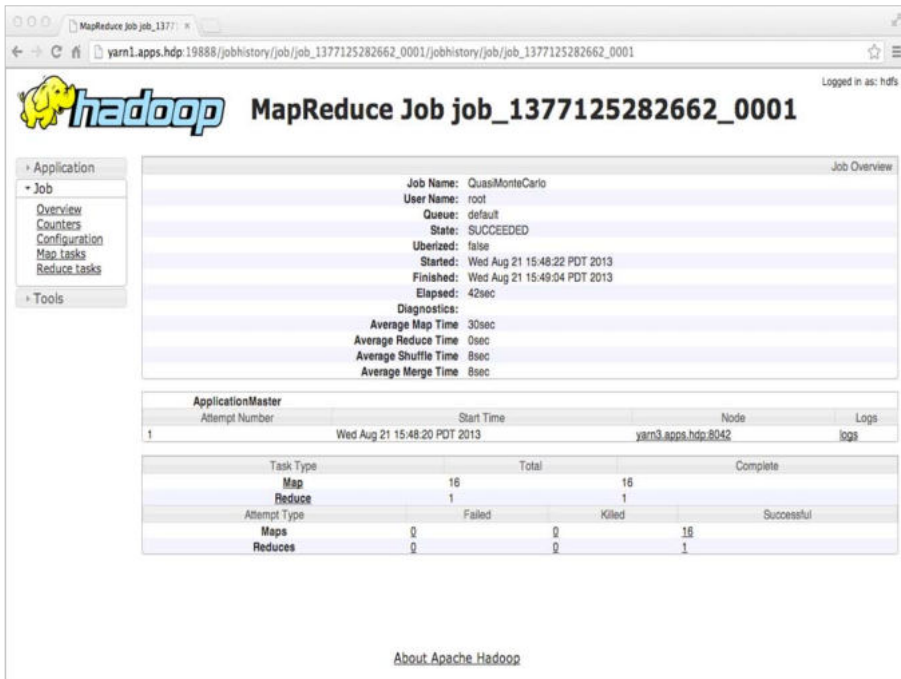 MapReduce Job job_1377
yarn1.apps.hdp:19888/jobhistory/job/job_1377125282662_0001/jobhistory/job/job_1377125282662_0001
Logged in as: hdfs
hadoop
MapReduce Job job_1377125282662_0001
Application
Job
Overview
Counters
Configuration
Map tasks
Reduce tasks
Tools
Job Overview
Job Name: QuasiMonteCarlo
User Name: root
Queue: default
State: SUCCEEDED
Uberized: false
Started: Wed Aug 21 15:48:22 PDT 2013
Finished: Wed Aug 21 15:49:04 PDT 2013
Elapsed: 42sec
Diagnostics:
Average Map Time 30sec
Average Reduce Time 0sec
Average Shuffle Time 8sec
Average Merge Time 8sec
ApplicationMaster
Attempt Number Start Time Node Logs
1 Wed Aug 21 15:48:20 PDT 2013 yarn3.apps.hdp:8042 logs
Task Type Total Complete
Map 16 16
Reduce 1 1
Attempt Type Failed Killed Successful
Maps 0 0 16
Reduces 0 0 1
About Apache Hadoop